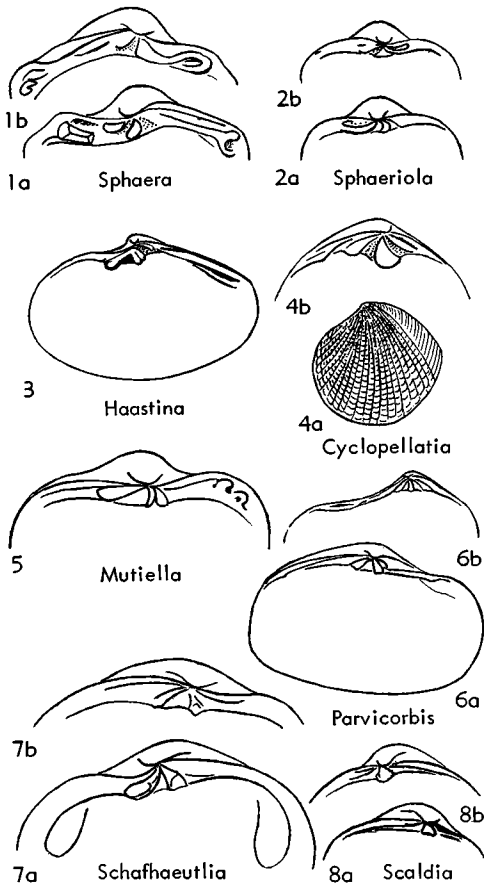 1b
2b
1a Sphaera
2a Sphaeriola
4b
3
Haastina
4a
Cyclopellatia
5
Mutiella
6b
6a
Parvicorbis
7b
8b
7a Schafhaeutlia
8a Scaldia